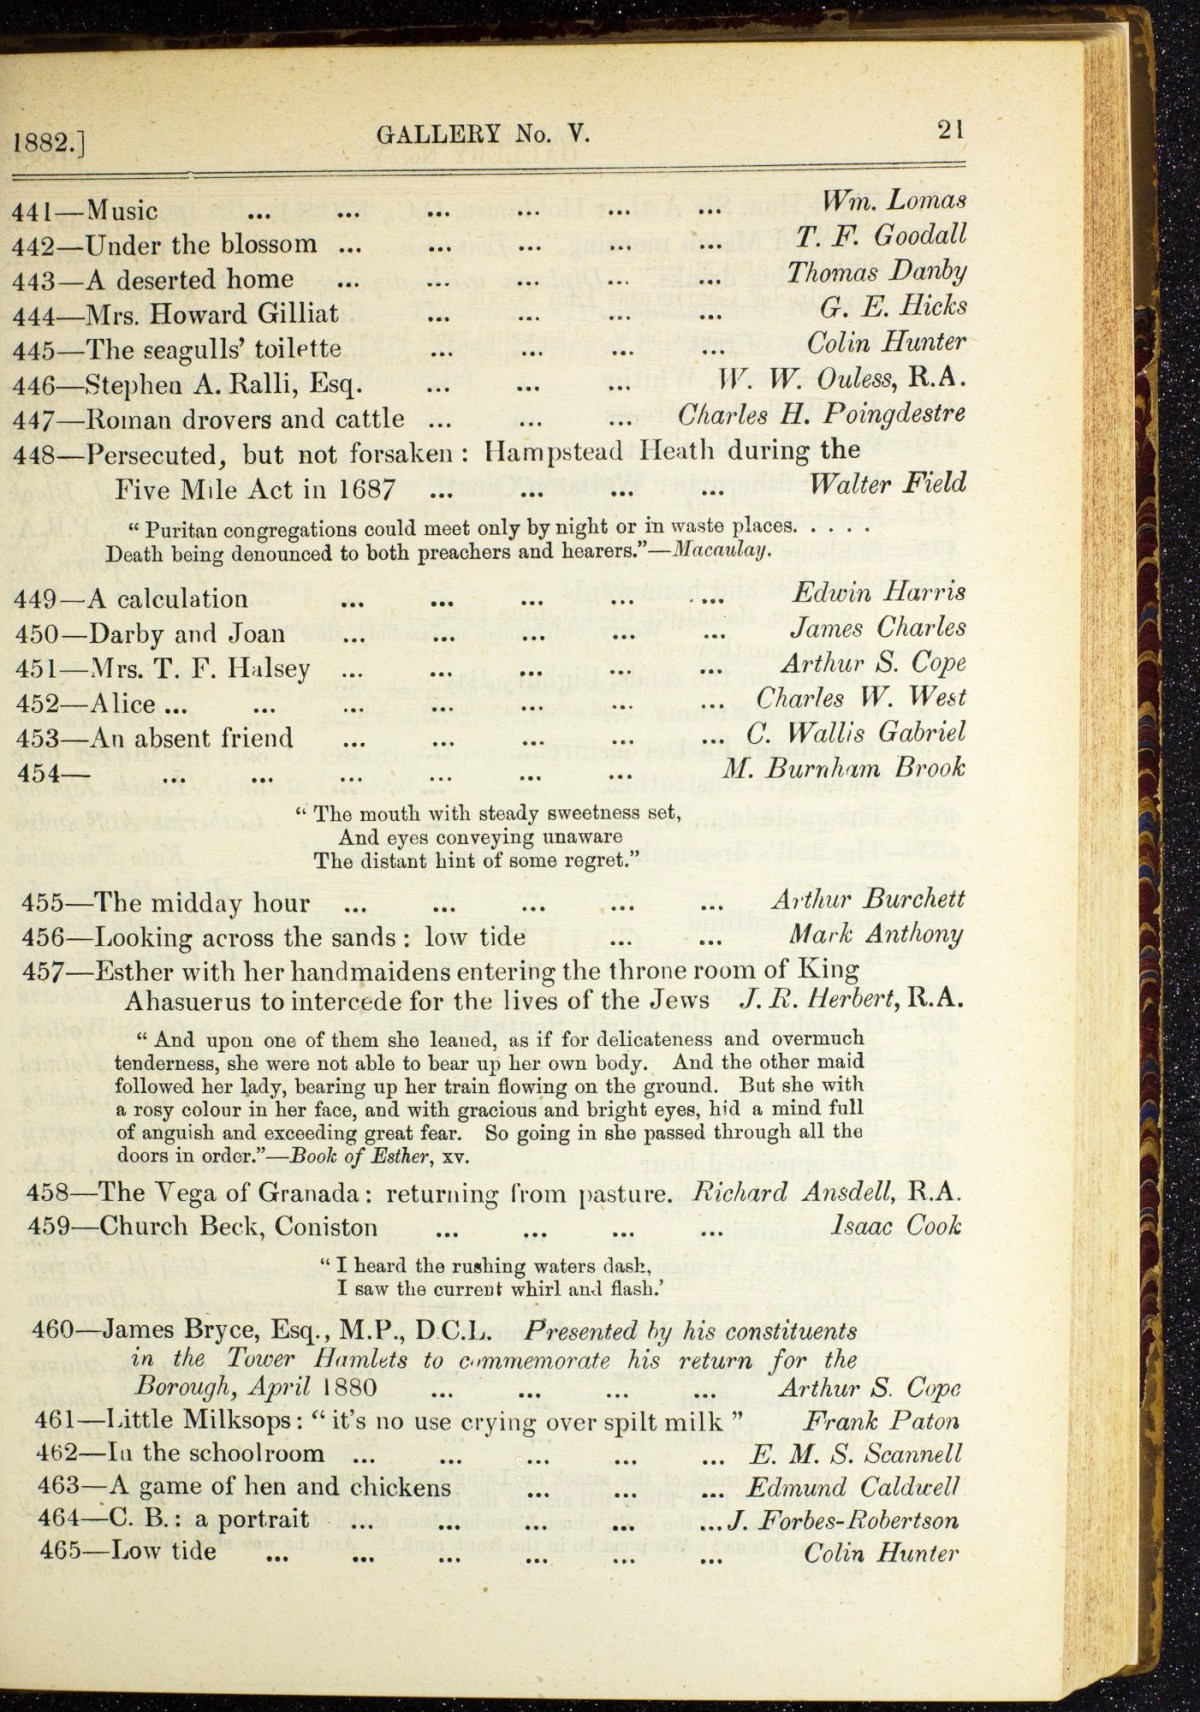 1882.] GALLERY No. V. 21
441—Music ... ... ... ... ... ... Wm. Lomas
442—Under the blossom ... ... ... ... ... T. F. Goodall
443—A deserted home ... ... ... ... ... Thomas Danby
444—Mrs. Howard Gilliat ... ... ... ... G. E. Hicks
445—The seagulls' toilette ... ... ... ... Colin Hunter
446—Stephen A. Ralli, Esq. ... ... ... W. W. Ouless, R.A.
447—Roman drovers and cattle ... ... ... Charles H. Poingdestre
448—Persecuted, but not forsaken : Hampstead Heath during the
Five Mile Act in 1687 ... ... ... ... Walter Field
“ Puritan congregations could meet only by night or in waste places. . . . .
Death being denounced to both preachers and hearers.”—Macaulay.
449—A calculation ... ... ... ... ... Edwin Harris
450—Darby and Joan ... ... ... ... ... James Charles
451—Mrs. T. F. Halsey ... ... ... ... ... Arthur S. Cope
452—Alice ... ... ... ... ... ... ... Charles W. West
453—An absent friend ... ... ... ... ... C. Wallis Gabriel
454— ... ... ... ... ... ... M. Burnham Brook
“ The mouth with steady sweetness set,
And eyes conveying unaware
The distant hint of some regret.”
455—The midday hour ... ... ... ... ... Arthur Burchett
456—Looking across the sands : low tide ... ... Mark Anthony
457—Esther with her handmaidens entering the throne room of King
Ahasuerus to intercede for the lives of the Jews J. R. Herbert, R.A.
“ And upon one of them she leaned, as if for delicateness and overmuch
tenderness, she were not able to bear up her own body. And the other maid
followed her lady, bearing up her train flowing on the ground. But she with
a rosy colour in her face, and with gracious and bright eyes, hid a mind full
of anguish and exceeding great fear. So going in she passed through all the
doors in order.”—Book of Esther, xv.
458—The Vega of Granada : returning from pasture. Richard Ansdell, R.A.
459—Church Beck, Coniston ... ... ... ... Isaac Cook
“ I heard the rushing waters dash,
I saw the current whirl and flash.’
460—James Bryce, Esq., M.P., D.C.L. Presented by his constituents
in the Tower Hamlets to commemorate his return for the
Borough, April 1880 ... ... ... ... Arthur S. Cope
461—Little Milksops : “ it's no use crying over spilt milk ” Frank Paton
462—In the schoolroom ... ... ... ... ... E. M. S. Scannell
463—A game of hen and chickens ... ... ... Edmund Caldwell
464—C. B. : a portrait ... ... ... ... ... J. Forbes-Robertson
465—Low tide ... ... ... ... ... ... Colin Hunter